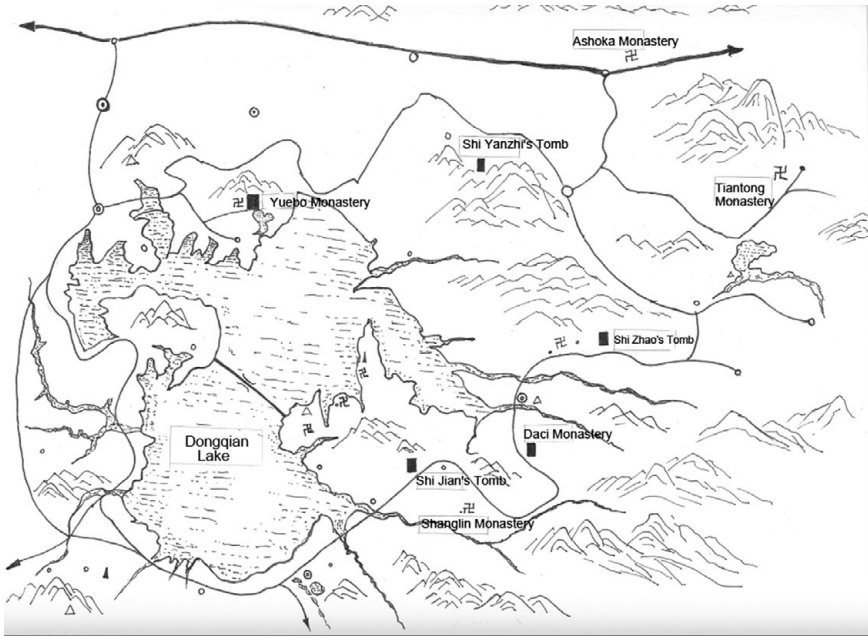 Ashoka Monastery
Shi Yanzhi's Tomb
Tiantong
Monastery
Yuebo Monastery
Shi Zhao's Tomb
Dongqian
Lake
Daci Monastery
Shi Jian's Tomb
Shanglin Monastery